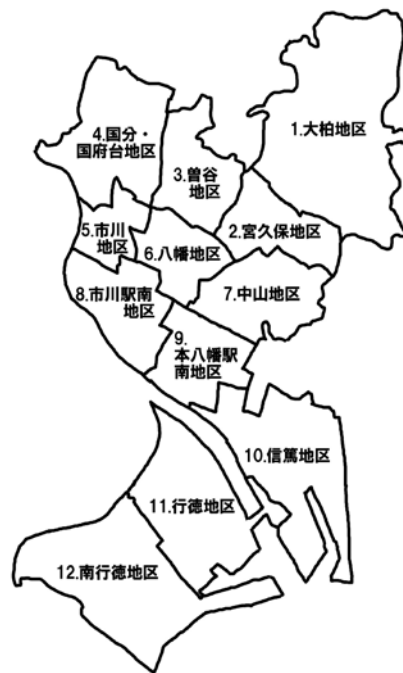 1.大柏地区
4.国分・
国府台地区
3.曽谷
地区
2.宮久保地区
5.市川
地区
6.八幡地区
7.中山地区
8.市川駅南
地区
9.
本八幡駅
南地区
10.信篤地区
11.行徳地区
12.南行徳地区